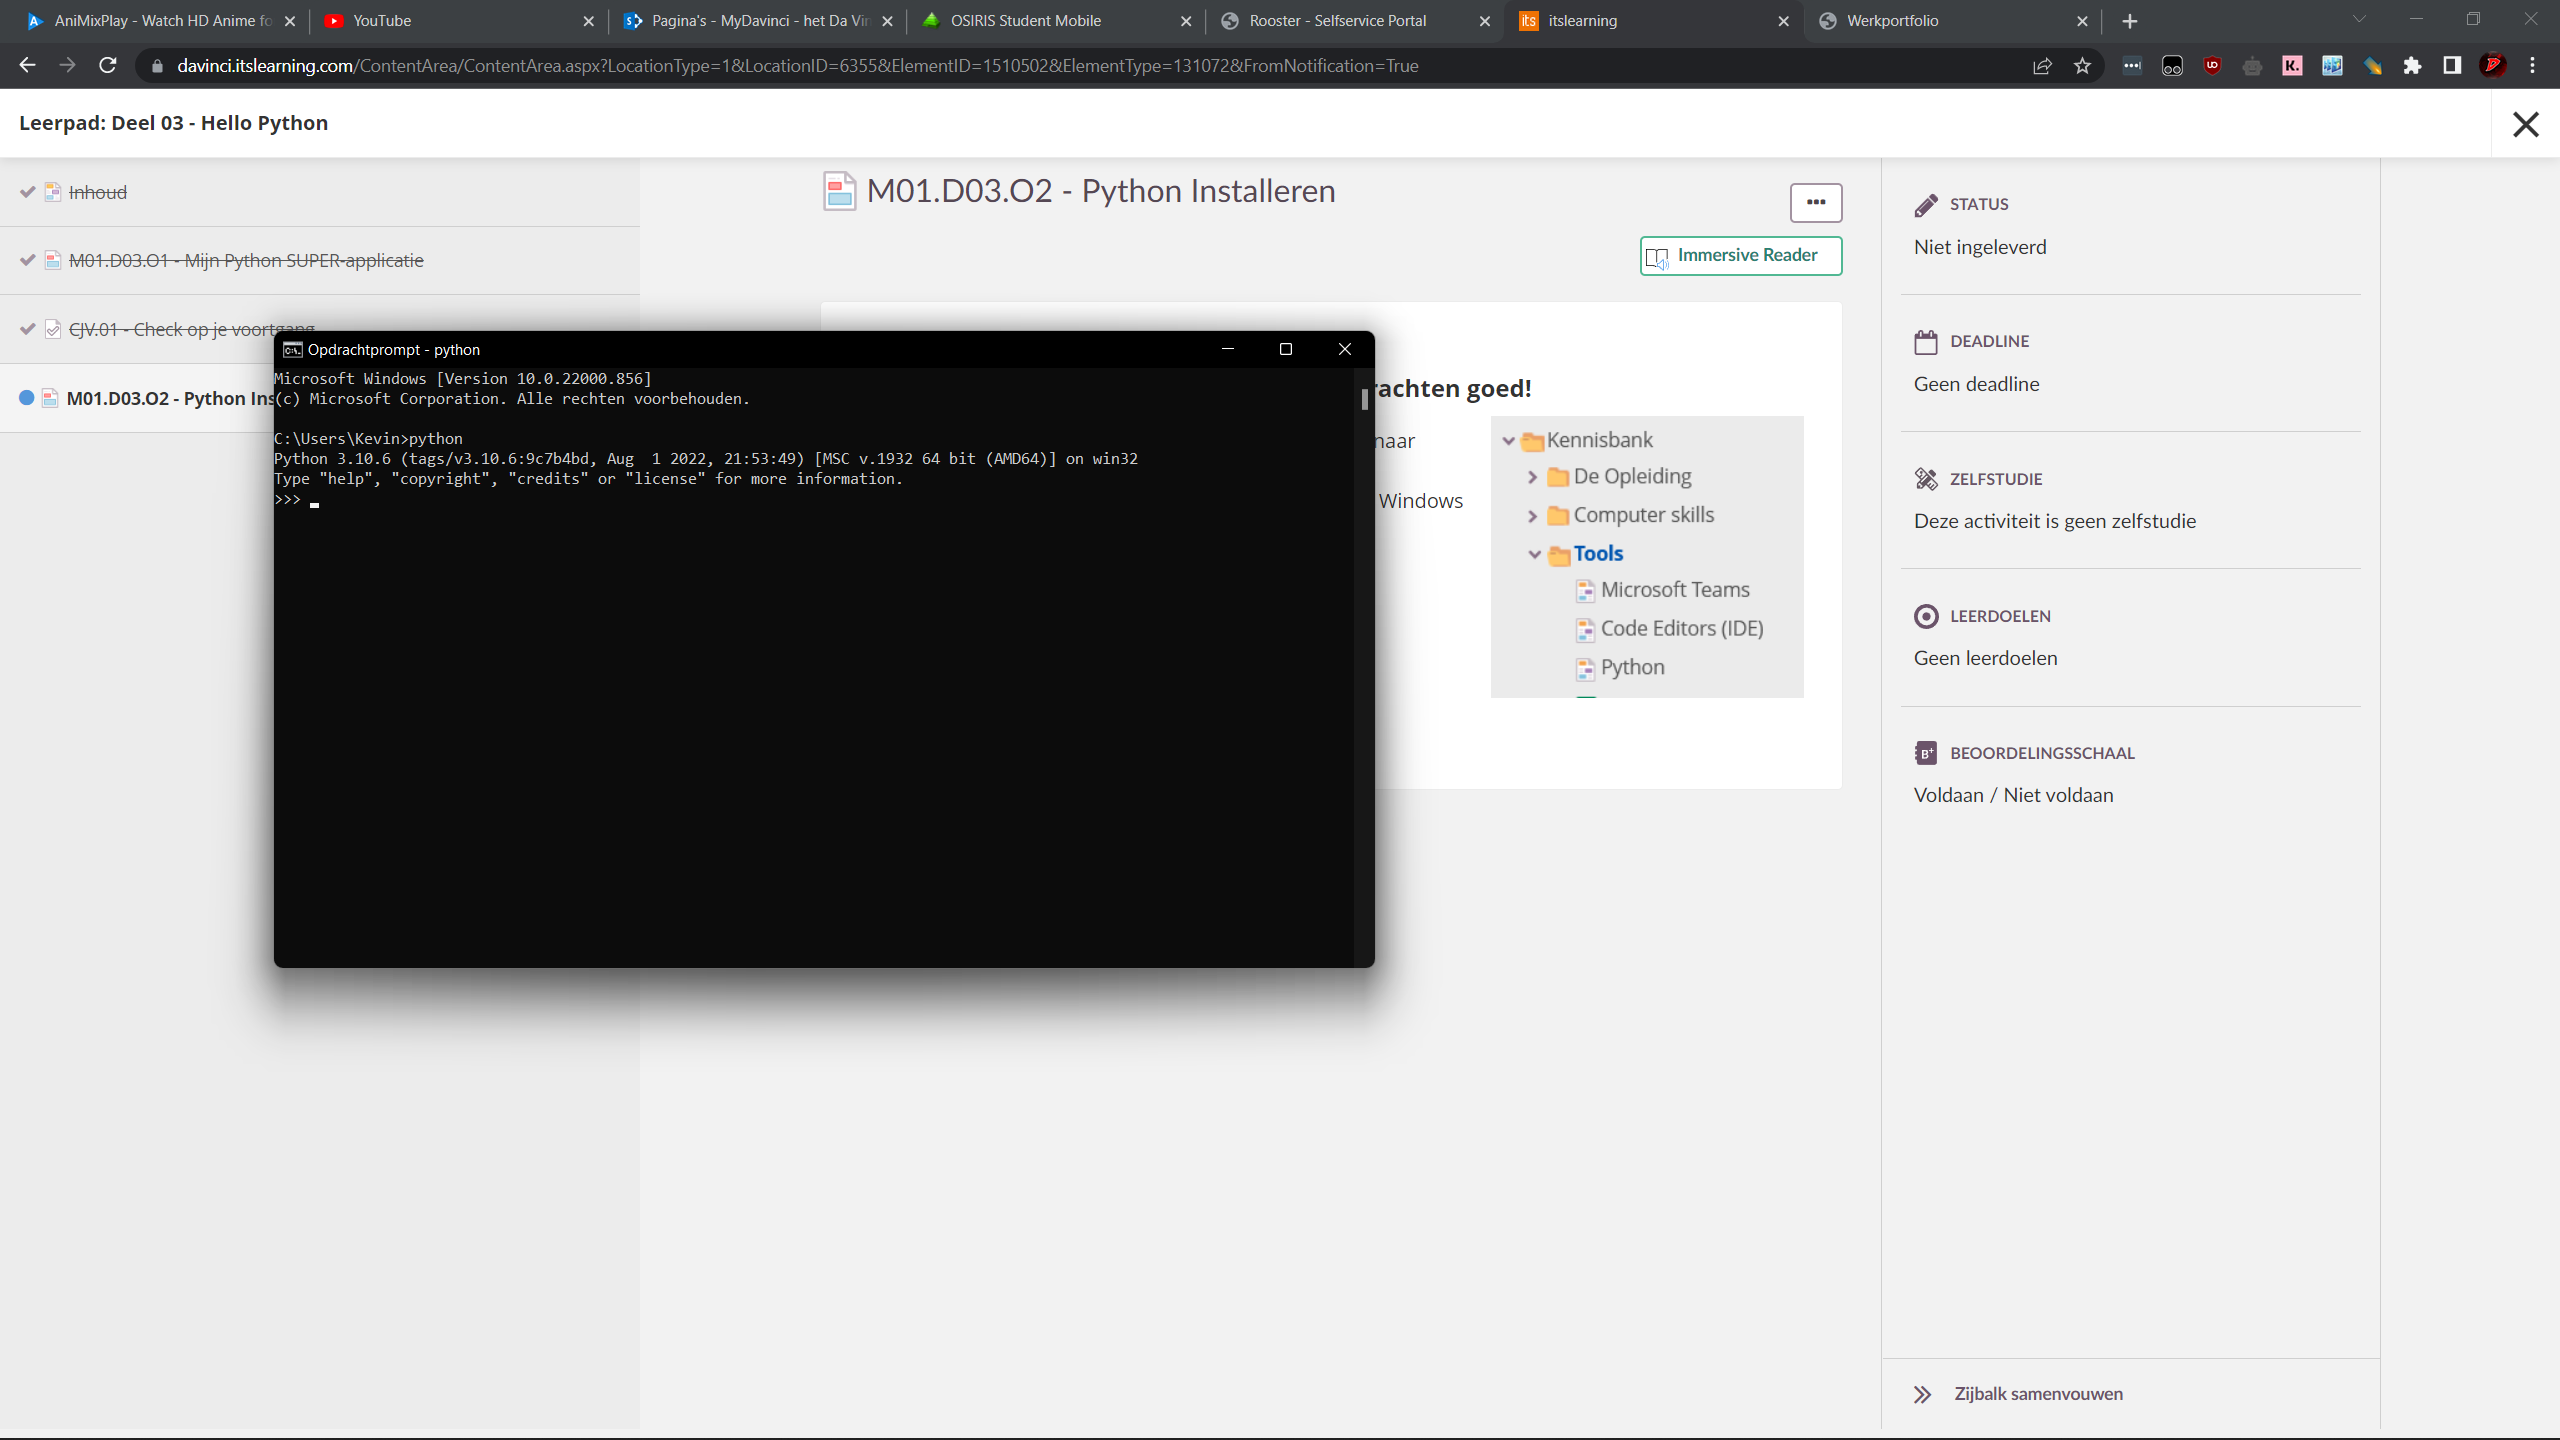 AniMixPlay - Watch HD Anime fo
YouTube
Pagina's - MyDavinci - het Da Vin
OSIRIS Student Mobile
Rooster - Selfservice Portal
its itslearning
Werkportfolio
davinci.itslearning.com/ContentArea/ContentArea.aspx?LocationType=1&LocationID=6355&ElementID=1510502&ElementType=131072&FromNotification=True
K.
Leerpad: Deel 03 - Hello Python
Inhoud
M01.D03.O1 - Mijn Python SUPER-applicatie
CJV.01 - Check op je voortgang
M01.D03.O2 - Python Ins
M01.D03.O2 - Python Installeren
Immersive Reader
Opdrachtprompt - python
Microsoft Windows [Version 10.0.22000.856]
(c) Microsoft Corporation. Alle rechten voorbehouden.
C:\Users\Kevin>python
Python 3.10.6 (tags/v3.10.6:9c7b4bd, Aug  1 2022, 21:53:49) [MSC v.1932 64 bit (AMD64)] on win32
Type "help", "copyright", "credits" or "license" for more information.
>>>
rachten goed!
naar
Windows
Kennisbank
De Opleiding
Computer skills
Tools
Microsoft Teams
Code Editors (IDE)
Python
STATUS
Niet ingeleverd
DEADLINE
Geen deadline
ZELFSTUDIE
Deze activiteit is geen zelfstudie
LEERDOELEN
Geen leerdoelen
BEOORDELINGSSCHAAL
Voldaan / Niet voldaan
Zijbalk samenvouwen